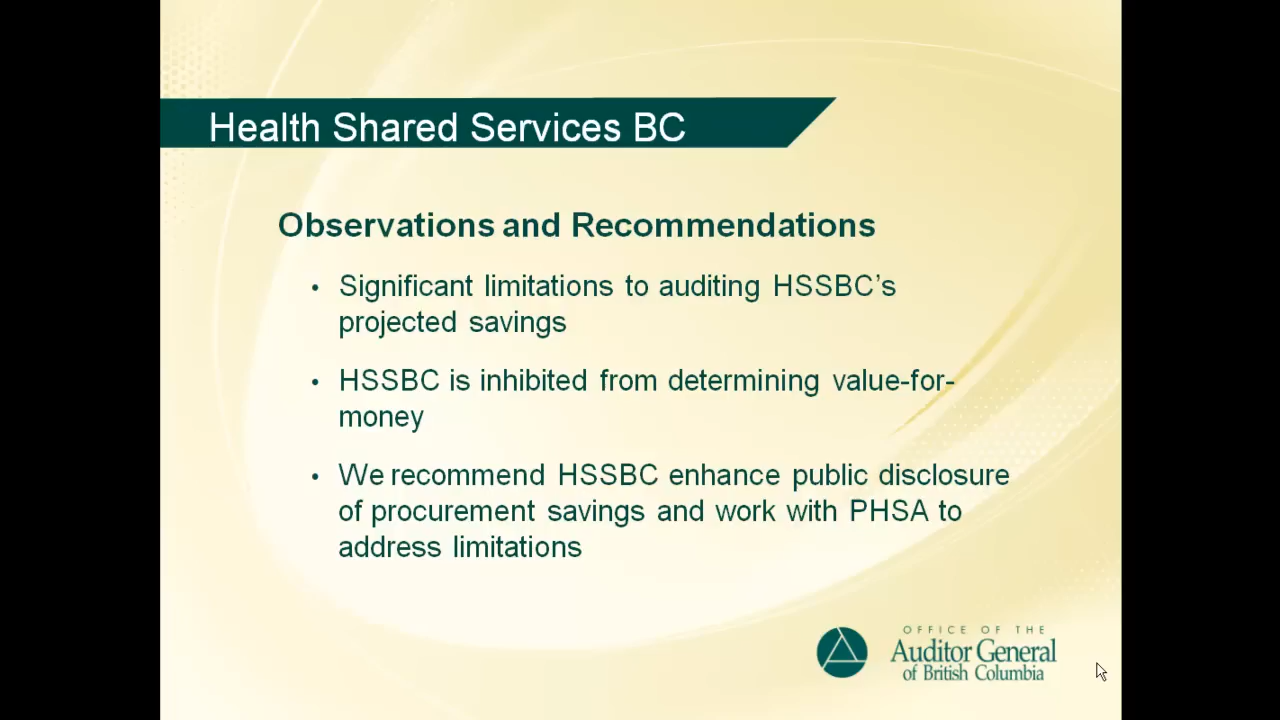 Health Shared Services BC
Observations and Recommendations
• Significant limitations to auditing HSSBC’s
projected savings
• HSSBC is inhibited from determining value-for-
money
• We recommend HSSBC enhance public disclosure
of procurement savings and work with PHSA to
address limitations
OFFICE OF THE
Auditor General
of British Columbia